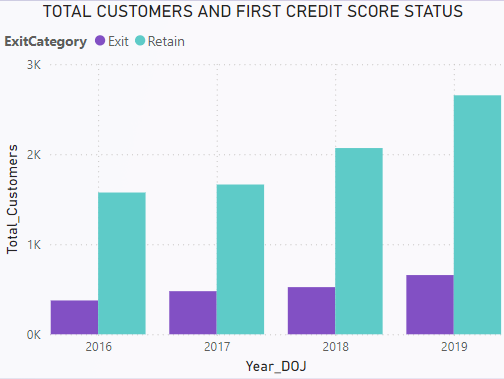 TOTAL CUSTOMERS AND FIRST CREDIT SCORE STATUS
ExitCategory Exit Retain
3K
2K
1K
0K
Total_Customers
2016 2017 2018 2019
Year_DOJ